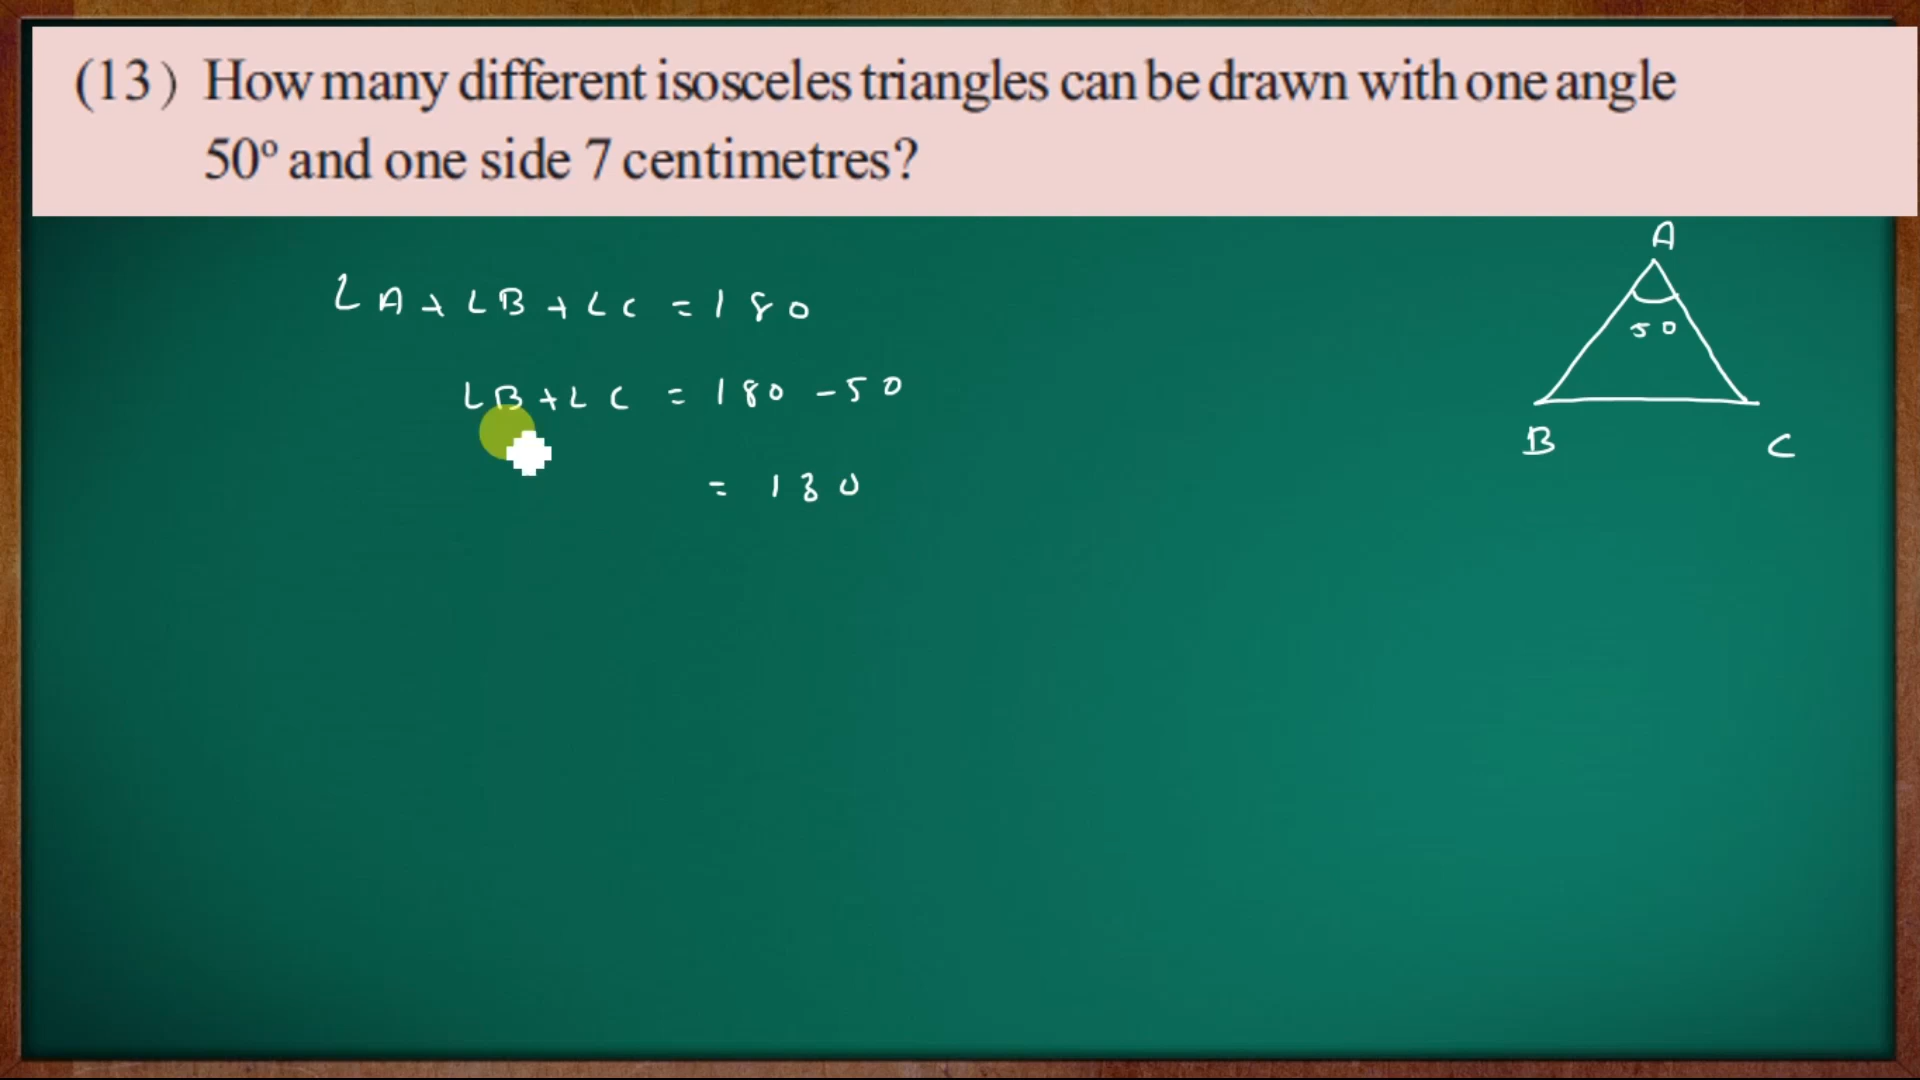 (13) How many different isosceles triangles can be drawn with one angle
50° and one side 7 centimetres?
∠A + ∠B + ∠C = 180
∠B + ∠C = 180 - 50
= 130
A
50
B
C